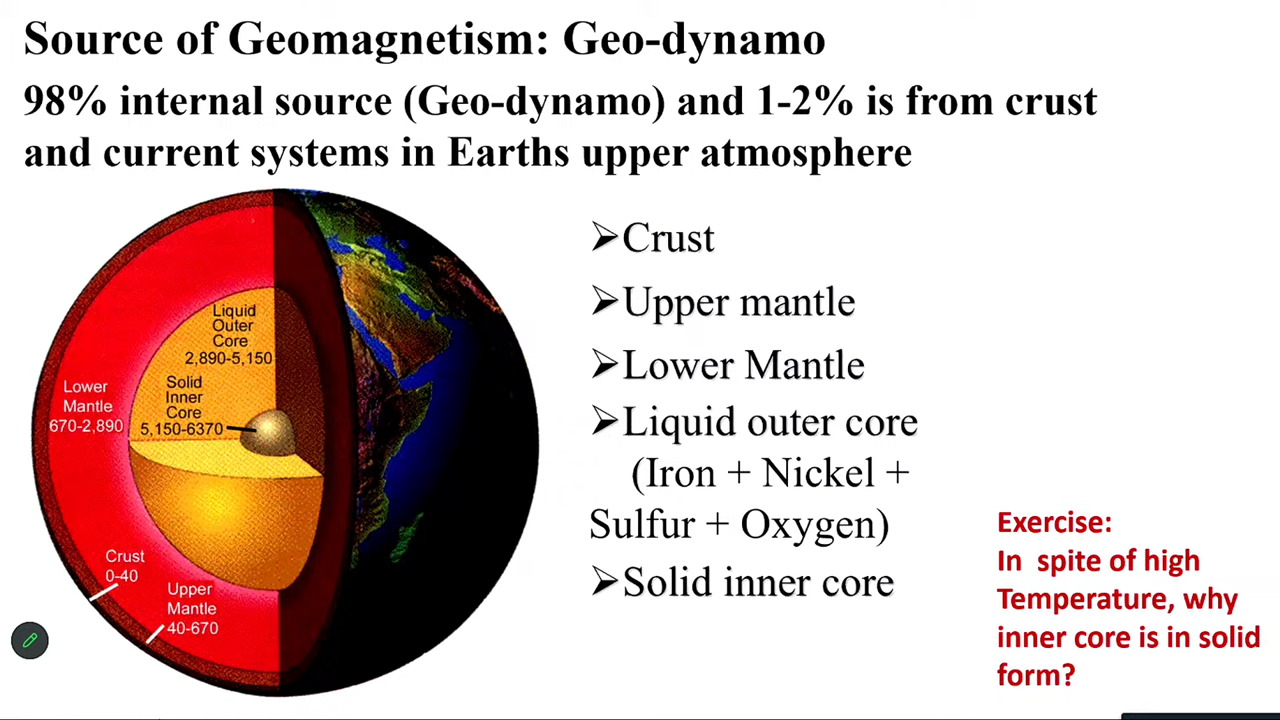 Source of Geomagnetism: Geo-dynamo
98% internal source (Geo-dynamo) and 1-2% is from crust
and current systems in Earths upper atmosphere
Liquid
Outer
Core
2,890-5,150
Solid
Inner
Core
5,150-6370
Lower
Mantle
670-2,890
Crust
0-40
Upper
Mantle
40-670
➢Crust
➢Upper mantle
➢Lower Mantle
➢Liquid outer core
(Iron + Nickel +
Sulfur + Oxygen)
➢Solid inner core
Exercise:
In spite of high
Temperature, why
inner core is in solid
form?